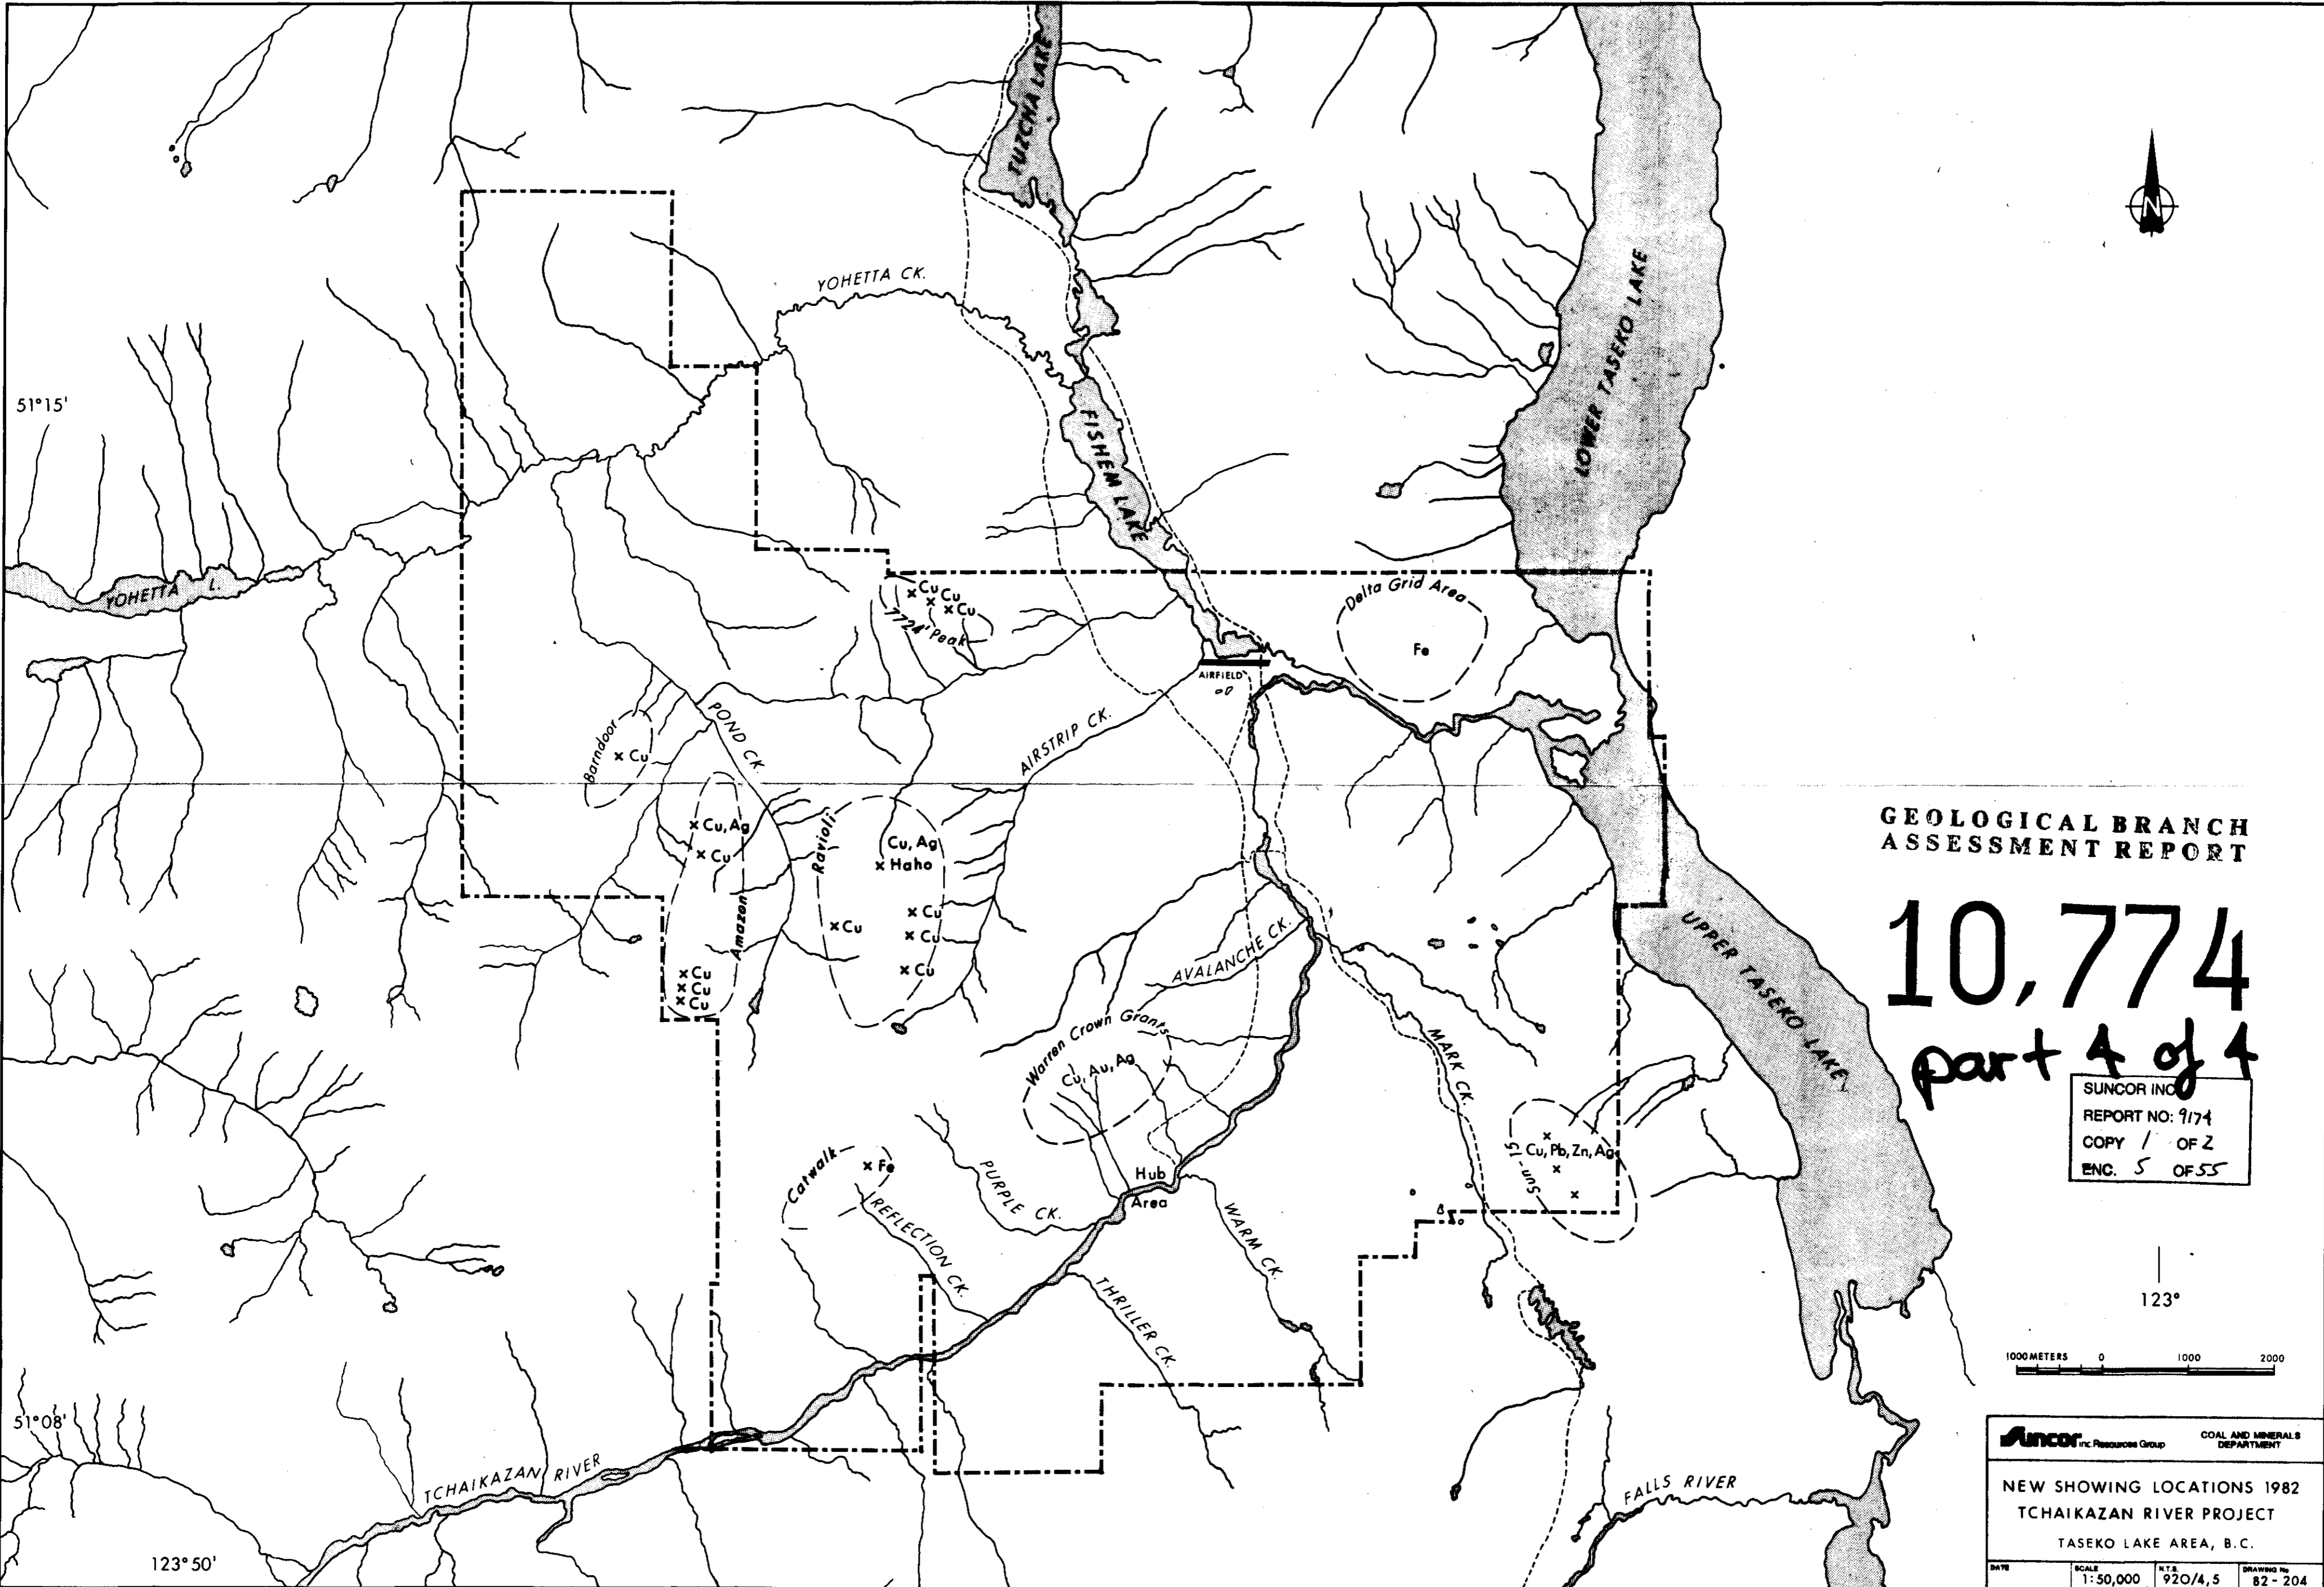 TUZCHA LAKE
N
YOHETTA CK.
LOWER TASEKO LAKE
51°15'
FISHEM LAKE
YOHETTA L.
Cu
Cu
Cu
7724' Peak
Delta Grid Area
Fe
AIRFIELD
POND CK.
AIRSTRIP CK.
Barndoor
Cu
Cu, Ag
Cu
Amazon
Cu
Cu
Cu
Ravioli
Cu, Ag
Haho
Cu
Cu
Cu
Cu
GEOLOGICAL BRANCH
ASSESSMENT REPORT
10,774
part 4 of 4
SUNCOR INC
REPORT NO: 9174
COPY 1 OF 2
ENC. 5 OF 55
UPPER TASEKO LAKE
AVALANCHE CK.
Warren Crown Grants
Cu, Au, Ag
MARK CK.
Cu, Pb, Zn, Ag
Sun-15
Catwalk
Fe
PURPLE CK.
Hub
Area
REFLECTION CK.
WARM CK.
THRILLER CK.
123°
1000 METERS 0 1000 2000
51°08'
TCHAIKAZAN RIVER
FALLS RIVER
123°50'
Suncor Inc. Resources Group
COAL AND MINERALS
DEPARTMENT
NEW SHOWING LOCATIONS 1982
TCHAIKAZAN RIVER PROJECT
TASEKO LAKE AREA, B.C.
DATE
SCALE
1:50,000
N.T.S.
92O/4,5
DRAWING No
82 - 204